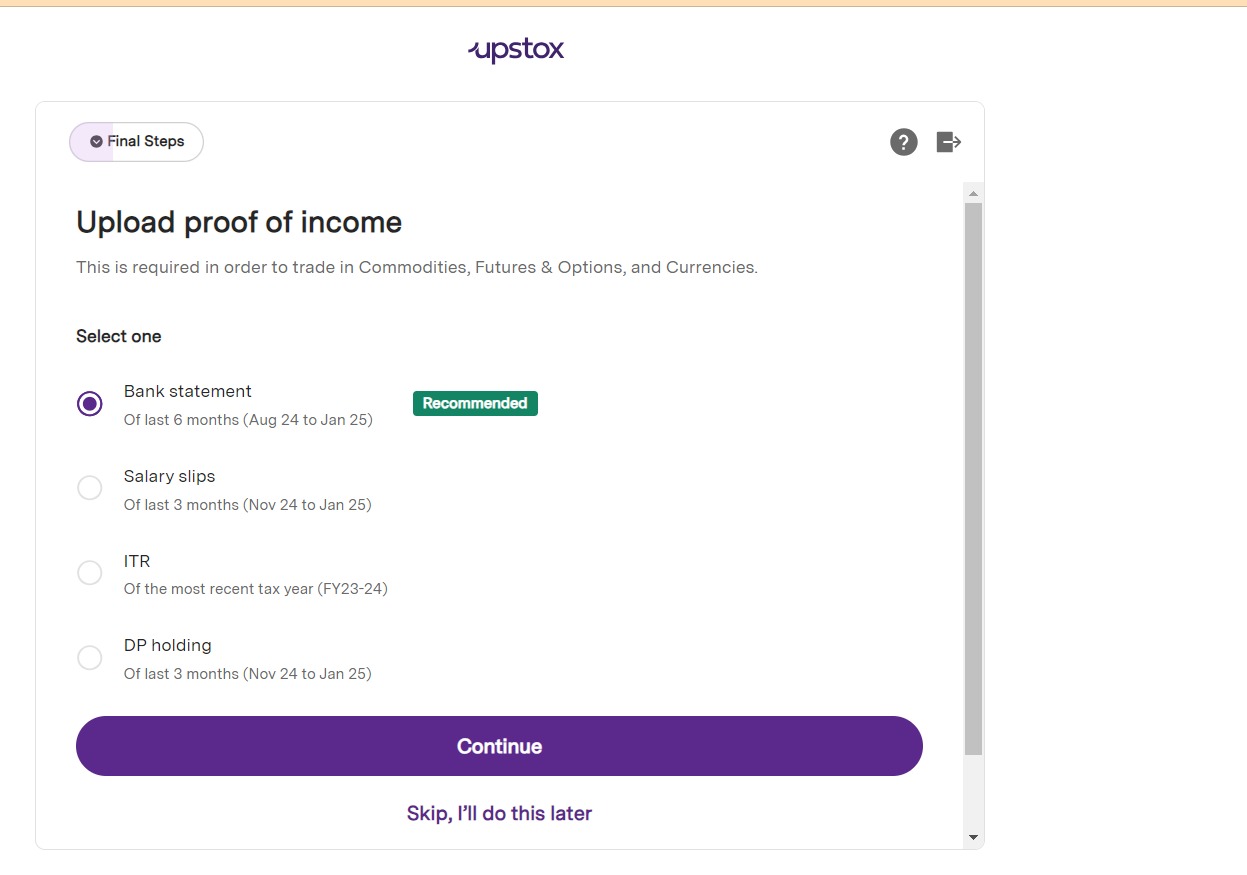 upstox
Final Steps
?
Upload proof of income
This is required in order to trade in Commodities, Futures & Options, and Currencies.
Select one
Bank statement
Recommended
Of last 6 months (Aug 24 to Jan 25)
Salary slips
Of last 3 months (Nov 24 to Jan 25)
ITR
Of the most recent tax year (FY23-24)
DP holding
Of last 3 months (Nov 24 to Jan 25)
Continue
Skip, I’ll do this later